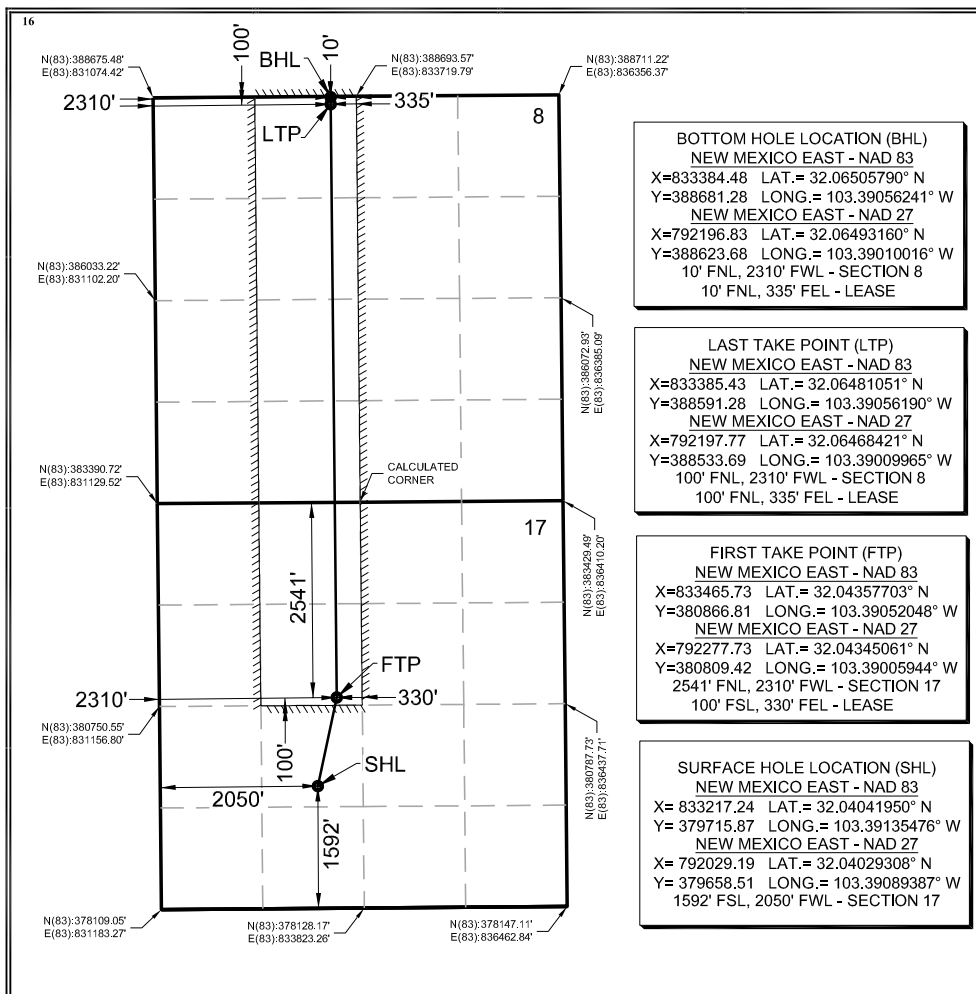 16
N(83):388675.48'
E(83):831074.42'
100'
BHL
10'
N(83):388693.57'
E(83):833719.79'
N(83):388711.22'
E(83):836356.37'
2310'
335'
LTP
8
N(83):386033.22'
E(83):831102.20'
N(83):386072.93'
E(83):836385.09'
N(83):383390.72'
E(83):831129.52'
CALCULATED
CORNER
17
N(83):383429.49'
E(83):836410.20'
2541'
FTP
2310'
330'
N(83):380750.55'
E(83):831156.80'
100'
N(83):380787.73'
E(83):836437.71'
SHL
2050'
1592'
N(83):378109.05'
E(83):831183.27'
N(83):378128.17'
E(83):833823.26'
N(83):378147.11'
E(83):836462.84'
BOTTOM HOLE LOCATION (BHL)
NEW MEXICO EAST - NAD 83
X=833384.48 LAT.= 32.06505790° N
Y=388681.28 LONG.= 103.39056241° W
NEW MEXICO EAST - NAD 27
X=792196.83 LAT.= 32.06493160° N
Y=388623.68 LONG.= 103.39010016° W
10' FNL, 2310' FWL - SECTION 8
10' FNL, 335' FEL - LEASE
LAST TAKE POINT (LTP)
NEW MEXICO EAST - NAD 83
X=833385.43 LAT.= 32.06481051° N
Y=388591.28 LONG.= 103.39056190° W
NEW MEXICO EAST - NAD 27
X=792197.77 LAT.= 32.06468421° N
Y=388533.69 LONG.= 103.39009965° W
100' FNL, 2310' FWL - SECTION 8
100' FNL, 335' FEL - LEASE
FIRST TAKE POINT (FTP)
NEW MEXICO EAST - NAD 83
X=833465.73 LAT.= 32.04357703° N
Y=380866.81 LONG.= 103.39052048° W
NEW MEXICO EAST - NAD 27
X=792277.73 LAT.= 32.04345061° N
Y=380809.42 LONG.= 103.39005944° W
2541' FNL, 2310' FWL - SECTION 17
100' FSL, 330' FEL - LEASE
SURFACE HOLE LOCATION (SHL)
NEW MEXICO EAST - NAD 83
X= 833217.24 LAT.= 32.04041950° N
Y= 379715.87 LONG.= 103.39135476° W
NEW MEXICO EAST - NAD 27
X= 792029.19 LAT.= 32.04029308° N
Y= 379658.51 LONG.= 103.39089387° W
1592' FSL, 2050' FWL - SECTION 17